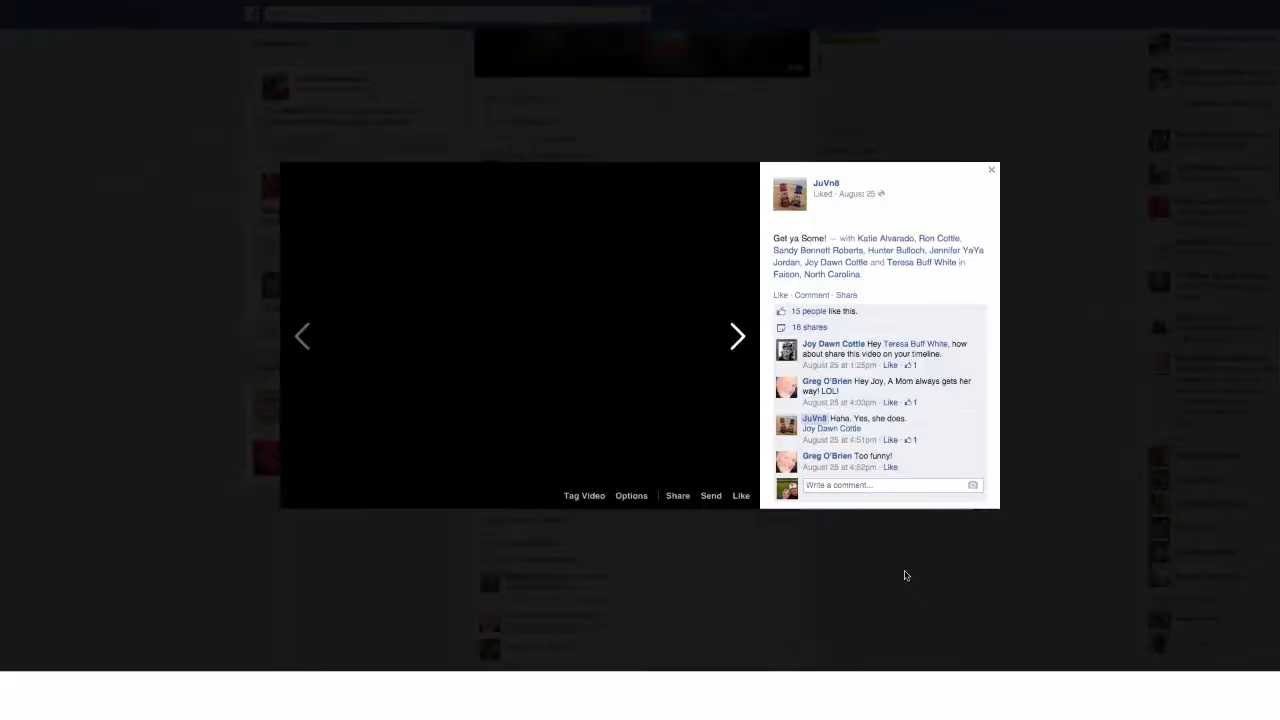 JuVn8
Liked · August 25
Get ya Some! — with Katie Alvarado, Ron Cottle,
Sandy Bennett Roberts, Hunter Bulloch, Jennifer YaYa
Jordan, Joy Dawn Cottle and Teresa Buff White in
Faison, North Carolina.
Like · Comment · Share
15 people like this.
18 shares
Joy Dawn Cottle Hey Teresa Buff White, how
about share this video on your timeline.
August 25 at 1:25pm · Like · 1
Greg O'Brien Hey Joy, A Mom always gets her
way! LOL!
August 25 at 4:03pm · Like · 1
JuVn8 Haha. Yes, she does.
Joy Dawn Cottle
August 25 at 4:51pm · Like · 1
Greg O'Brien Too funny!
August 25 at 4:52pm · Like
Write a comment...
Tag Video Options Share Send Like